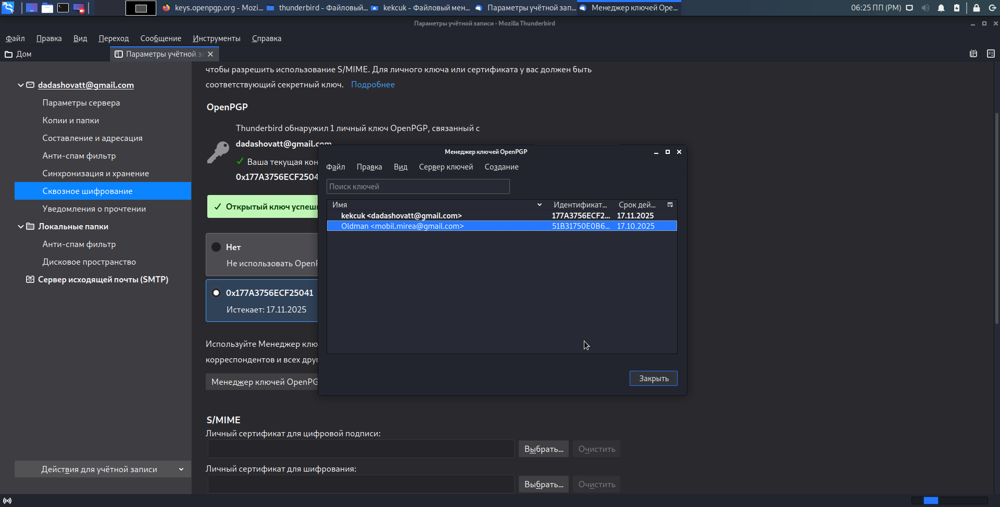 keys.openpgp.org - Mozi...
thunderbird - Файловый...
kekcuk - Файловый мен...
Параметры учётной зап...
Менеджер ключей Ope...
06:25 ПП (PM)
Параметры учётной записи - Mozilla Thunderbird
Файл Правка Вид Переход Сообщение Инструменты Справка
Дом
Параметры учётной за
dadashovatt@gmail.com
Параметры сервера
Копии и папки
Составление и адресация
Анти-спам фильтр
Синхронизация и хранение
Сквозное шифрование
Уведомления о прочтении
Локальные папки
Анти-спам фильтр
Дисковое пространство
Сервер исходящей почты (SMTP)
Действия для учётной записи
чтобы разрешить использование S/MIME. Для личного ключа или сертификата у вас должен быть
соответствующий секретный ключ. Подробнее
OpenPGP
Thunderbird обнаружил 1 личный ключ OpenPGP, связанный с
dadashovatt@gmail.com
Ваша текущая кон
0x177A3756ECF2504
Открытый ключ успеш
Нет
Не использовать OpenP
0x177A3756ECF25041
Истекает: 17.11.2025
Используйте Менеджер клю
корреспондентов и всех друг
Менеджер ключей OpenPG
Менеджер ключей OpenPGP
Файл Правка Вид Сервер ключей Создание
Поиск ключей
Имя Идентификат... Срок дей...
kekcuk <dadashovatt@gmail.com> 177A3756ECF2... 17.11.2025
Oldman <mobil.mirea@gmail.com> 51B31750E0B6... 17.10.2025
Закрыть
S/MIME
Личный сертификат для цифровой подписи:
Выбрать... Очистить
Личный сертификат для шифрования:
Выбрать... Очистить